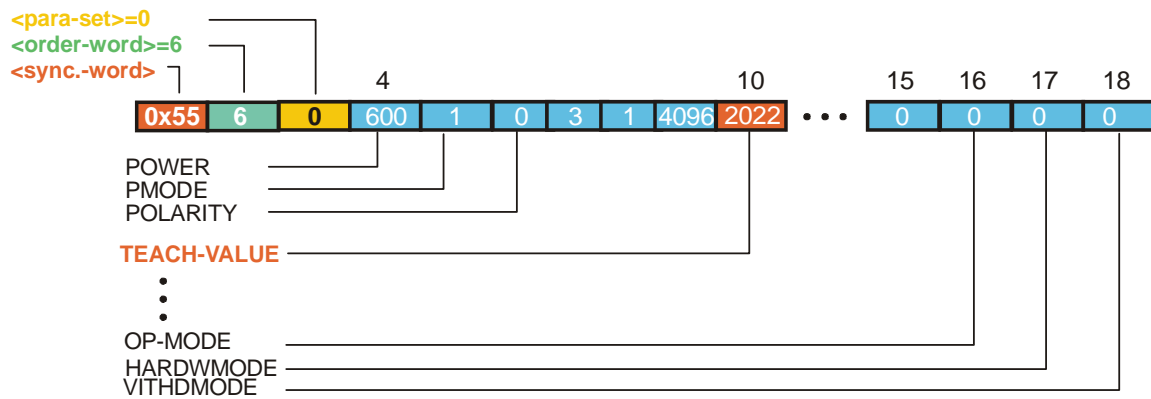 <para-set>=0
<order-word>=6
<sync.-word>
4 10 15 16 17 18
0x55 6 0 600 1 0 3 1 4096 2022 0 0 0 0
POWER
PMODE
POLARITY
TEACH-VALUE
OP-MODE
HARDWMODE
VITHDMODE